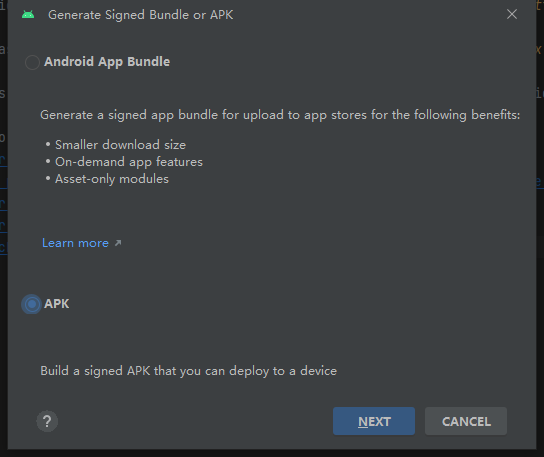 Generate Signed Bundle or APK
Android App Bundle
Generate a signed app bundle for upload to app stores for the following benefits:
• Smaller download size
• On-demand app features
• Asset-only modules
Learn more ↗
APK
Build a signed APK that you can deploy to a device
?
NEXT
CANCEL